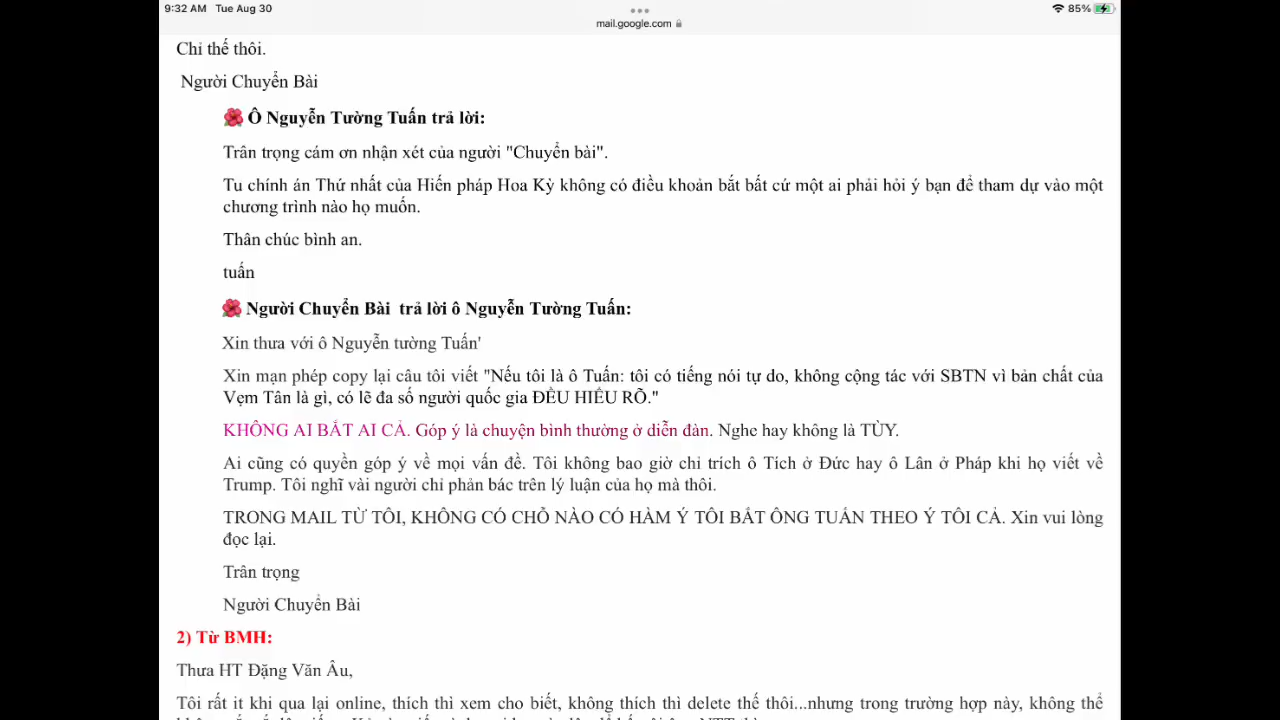 9:32 AM Tue Aug 30
mail.google.com
85%
Chỉ thế thôi.
Người Chuyển Bài
Ô Nguyễn Tường Tuấn trả lời:
Trân trọng cám ơn nhận xét của người "Chuyển bài".
Tu chính án Thứ nhất của Hiến pháp Hoa Kỳ không có điều khoản bắt bất cứ một ai phải hỏi ý bạn để tham dự vào một
chương trình nào họ muốn.
Thân chúc bình an.
tuấn
Người Chuyển Bài trả lời ô Nguyễn Tường Tuấn:
Xin thưa với ô Nguyễn tường Tuấn'
Xin mạn phép copy lại câu tôi viết "Nếu tôi là ô Tuấn: tôi có tiếng nói tự do, không cộng tác với SBTN vì bản chất của
Vẹm Tân là gì, có lẽ đa số người quốc gia ĐỀU HIỂU RÕ."
KHÔNG AI BẮT AI CẢ. Góp ý là chuyện bình thường ở diễn đàn. Nghe hay không là TÙY.
Ai cũng có quyền góp ý về mọi vấn đề. Tôi không bao giờ chỉ trích ô Tích ở Đức hay ô Lân ở Pháp khi họ viết về
Trump. Tôi nghĩ vài người chỉ phản bác trên lý luận của họ mà thôi.
TRONG MAIL TỪ TÔI, KHÔNG CÓ CHỖ NÀO CÓ HÀM Ý TÔI BẮT ÔNG TUẤN THEO Ý TÔI CẢ. Xin vui lòng
đọc lại.
Trân trọng
Người Chuyển Bài
2) Từ BMH:
Thưa HT Đặng Văn Âu,
Tôi rất it khi qua lại online, thích thì xem cho biết, không thích thì delete thế thôi...nhưng trong trường hợp này, không thể